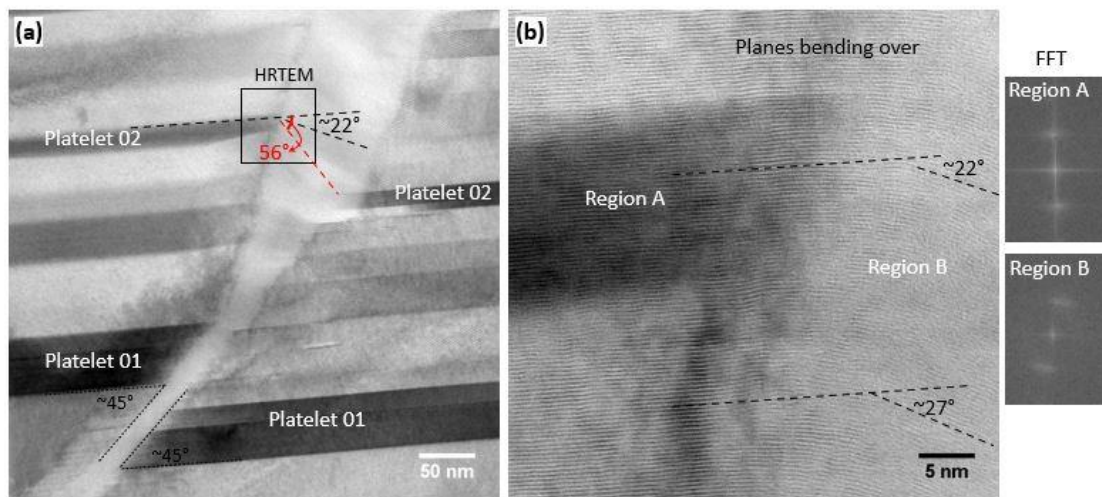 (a)
HRTEM
Platelet 02
~22°
56°
Platelet 02
Platelet 01
~45°
Platelet 01
~45°
50 nm
(b)
Planes bending over
~22°
Region A
Region B
~27°
5 nm
FFT
Region A
Region B